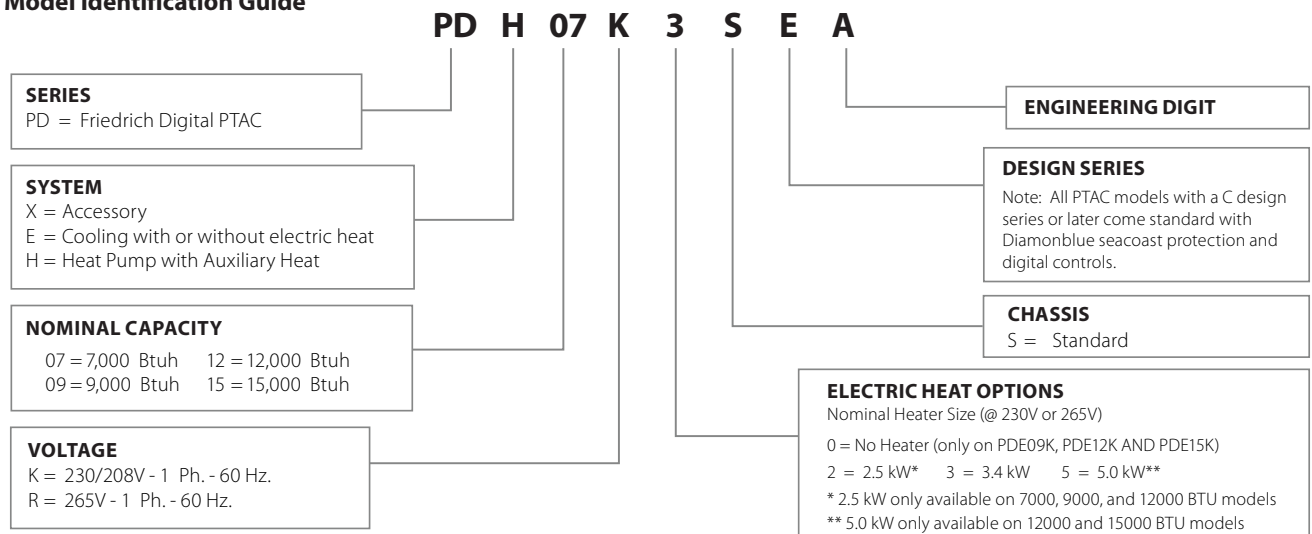 Model Identification Guide
PD H 07 K 3 S E A
SERIES
PD = Friedrich Digital PTAC
SYSTEM
X = Accessory
E = Cooling with or without electric heat
H = Heat Pump with Auxiliary Heat
NOMINAL CAPACITY
07 = 7,000 Btuh 12 = 12,000 Btuh
09 = 9,000 Btuh 15 = 15,000 Btuh
VOLTAGE
K = 230/208V - 1 Ph. - 60 Hz.
R = 265V - 1 Ph. - 60 Hz.
ENGINEERING DIGIT
DESIGN SERIES
Note: All PTAC models with a C design
series or later come standard with
Diamonblue seacoast protection and
digital controls.
CHASSIS
S = Standard
ELECTRIC HEAT OPTIONS
Nominal Heater Size (@ 230V or 265V)
0 = No Heater (only on PDE09K, PDE12K AND PDE15K)
2 = 2.5 kW* 3 = 3.4 kW 5 = 5.0 kW**
* 2.5 kW only available on 7000, 9000, and 12000 BTU models
** 5.0 kW only available on 12000 and 15000 BTU models